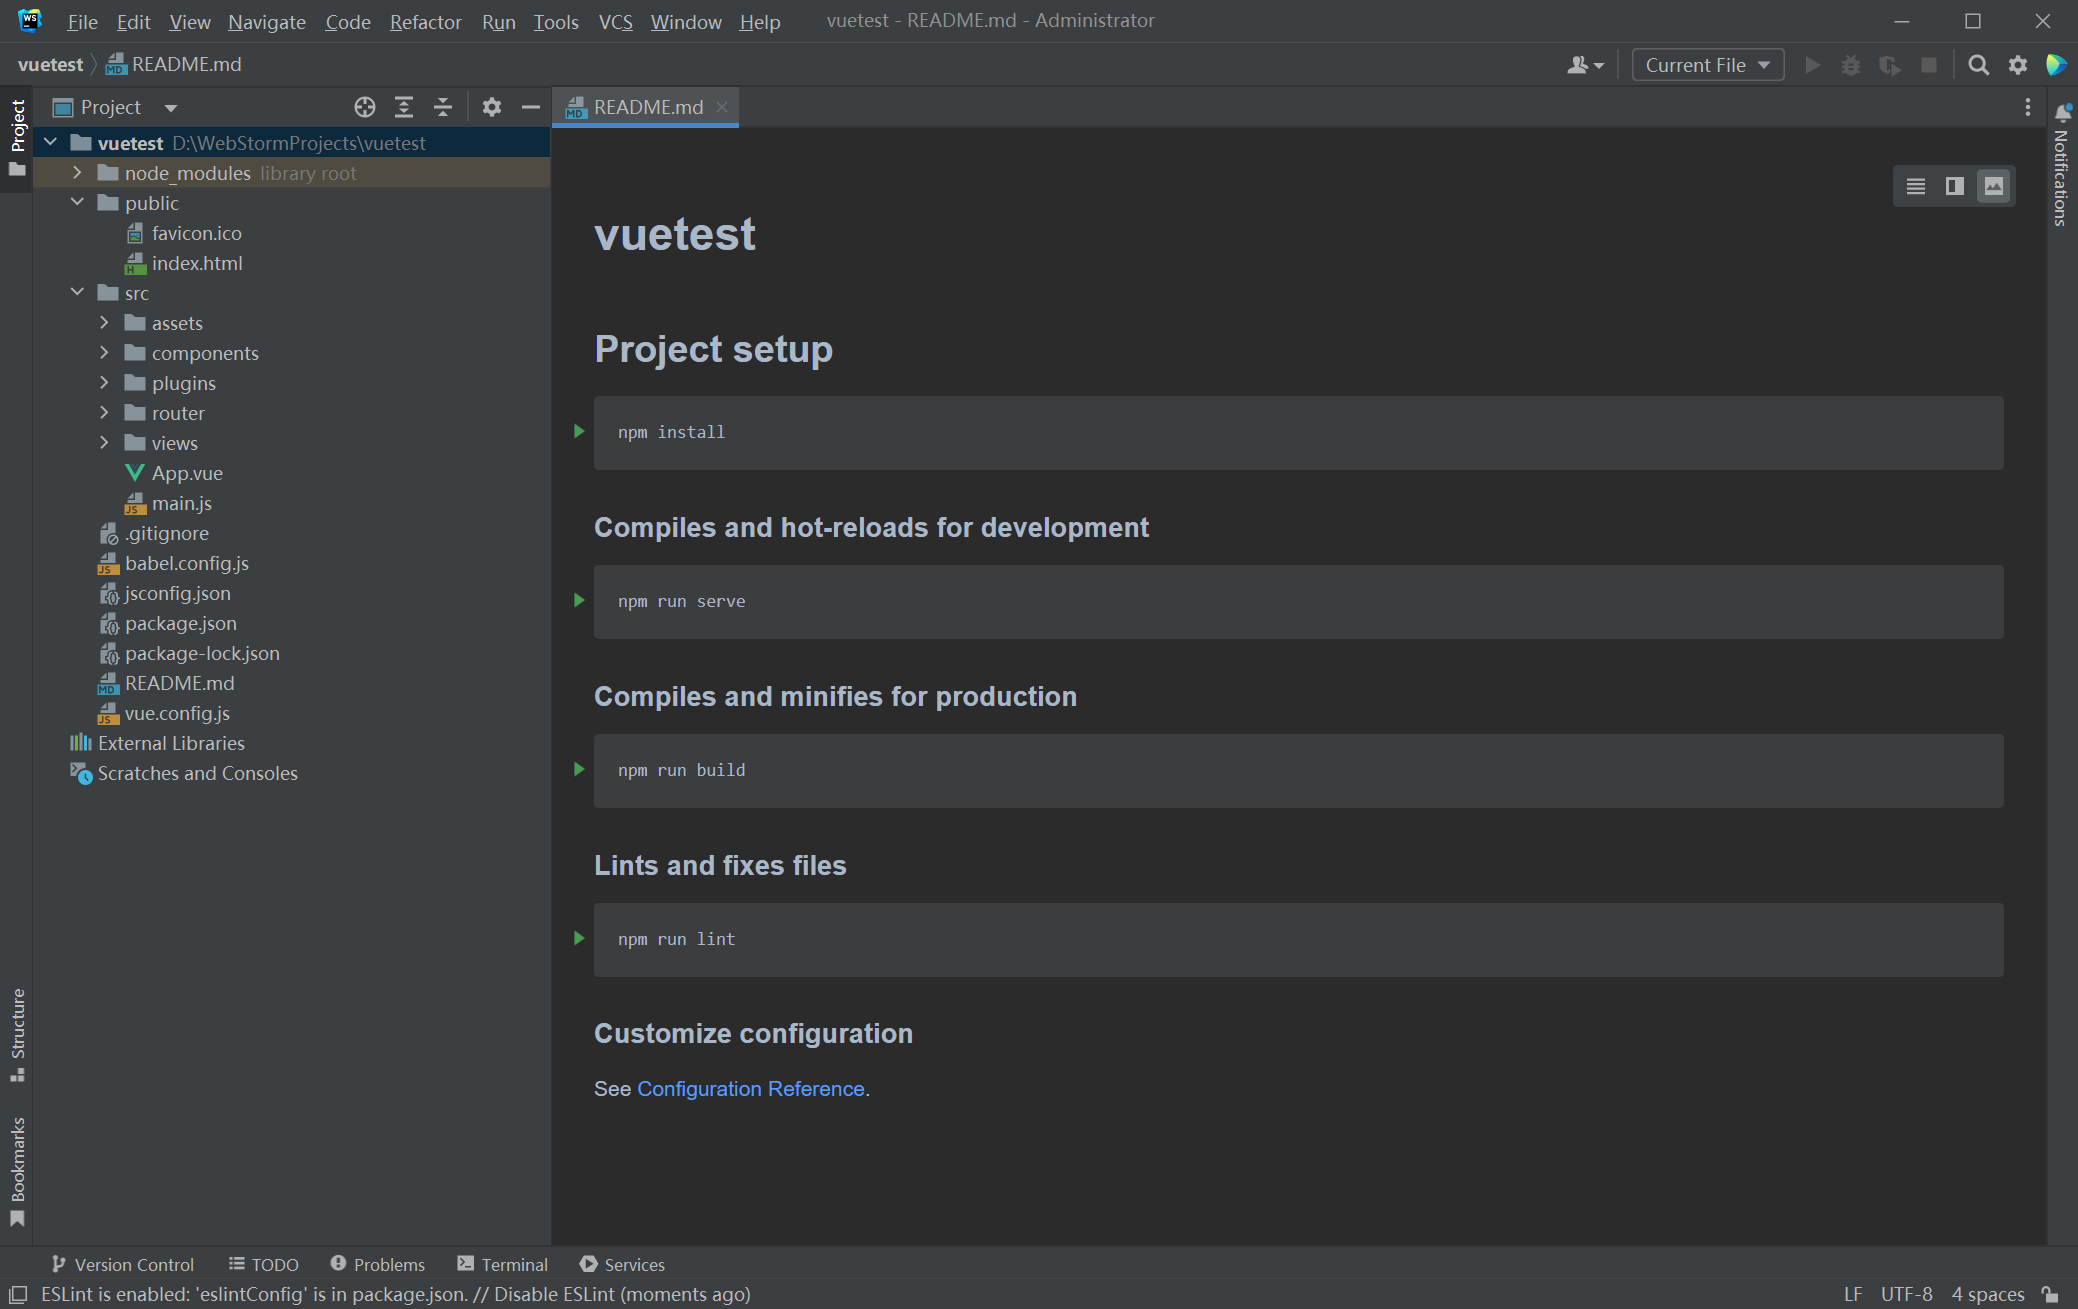 File Edit View Navigate Code Refactor Run Tools VCS Window Help vuetest - README.md - Administrator
vuetest README.md Current File
Project README.md
Project
Notifications
vuetest D:\WebStormProjects\vuetest
node_modules library root
public
favicon.ico
index.html
src
assets
components
plugins
router
views
App.vue
main.js
.gitignore
babel.config.js
jsconfig.json
package.json
package-lock.json
README.md
vue.config.js
External Libraries
Scratches and Consoles
vuetest
Project setup
npm install
Compiles and hot-reloads for development
npm run serve
Compiles and minifies for production
npm run build
Lints and fixes files
npm run lint
Customize configuration
See Configuration Reference.
Structure
Bookmarks
Version Control TODO Problems Terminal Services
ESLint is enabled: 'eslintConfig' is in package.json. // Disable ESLint (moments ago) LF UTF-8 4 spaces